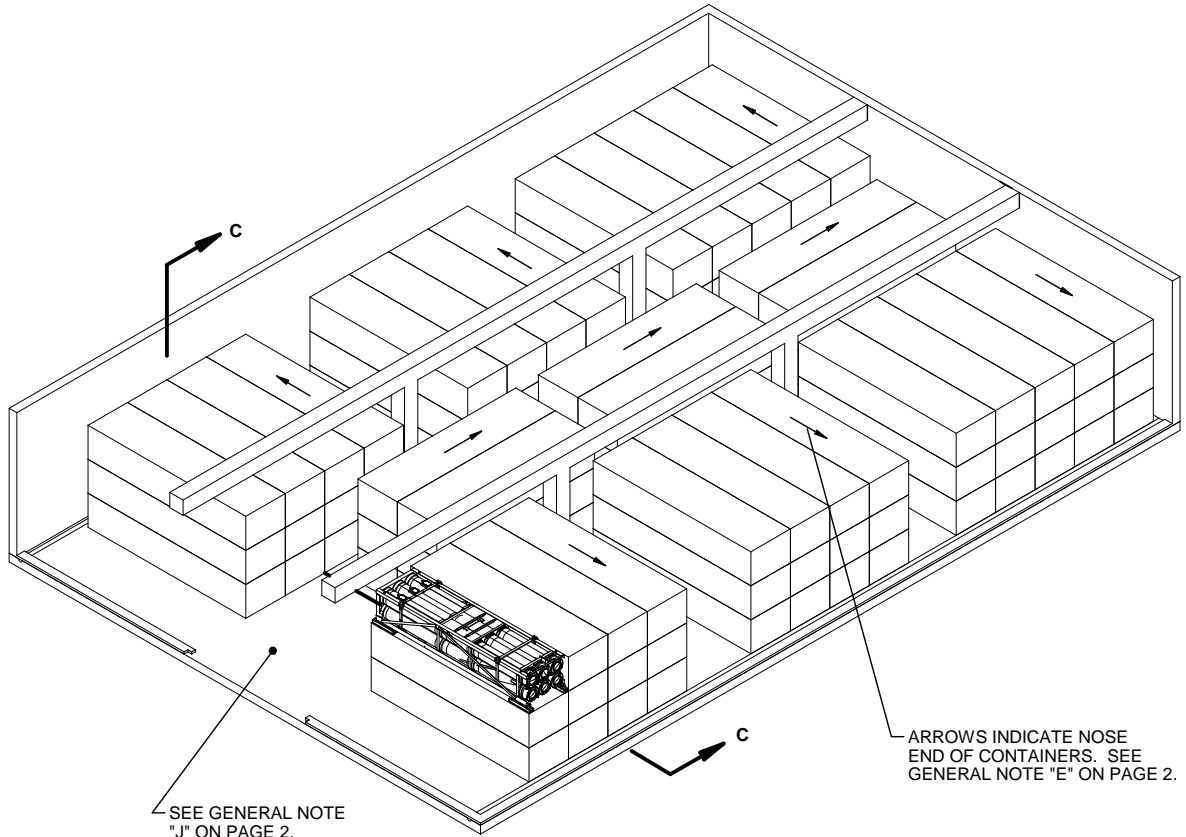 C
C
ARROWS INDICATE NOSE
END OF CONTAINERS.  SEE
GENERAL NOTE "E" ON PAGE 2.
SEE GENERAL NOTE
"J" ON PAGE 2.